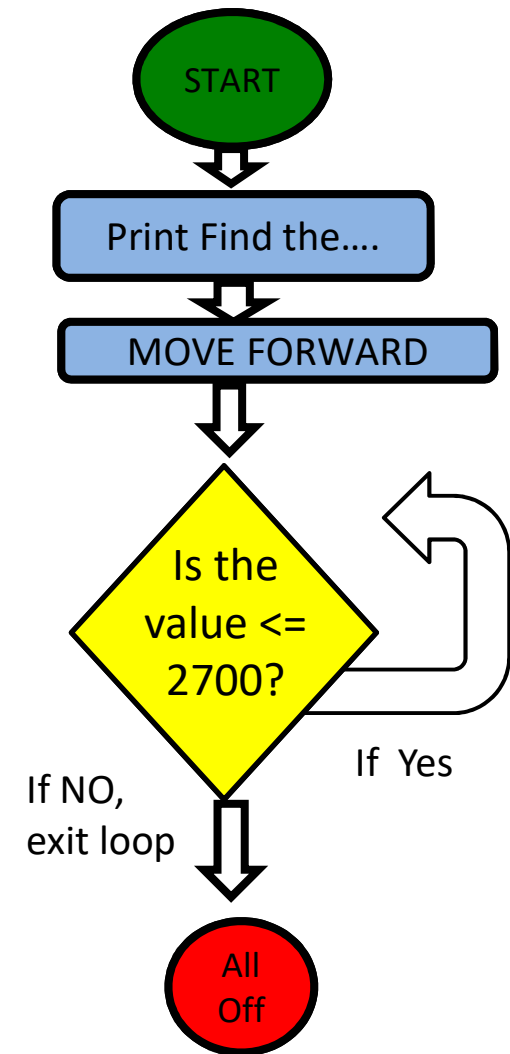 START
Print Find the....
MOVE FORWARD
Is the
value <=
2700?
If Yes
If NO,
exit loop
All
Off